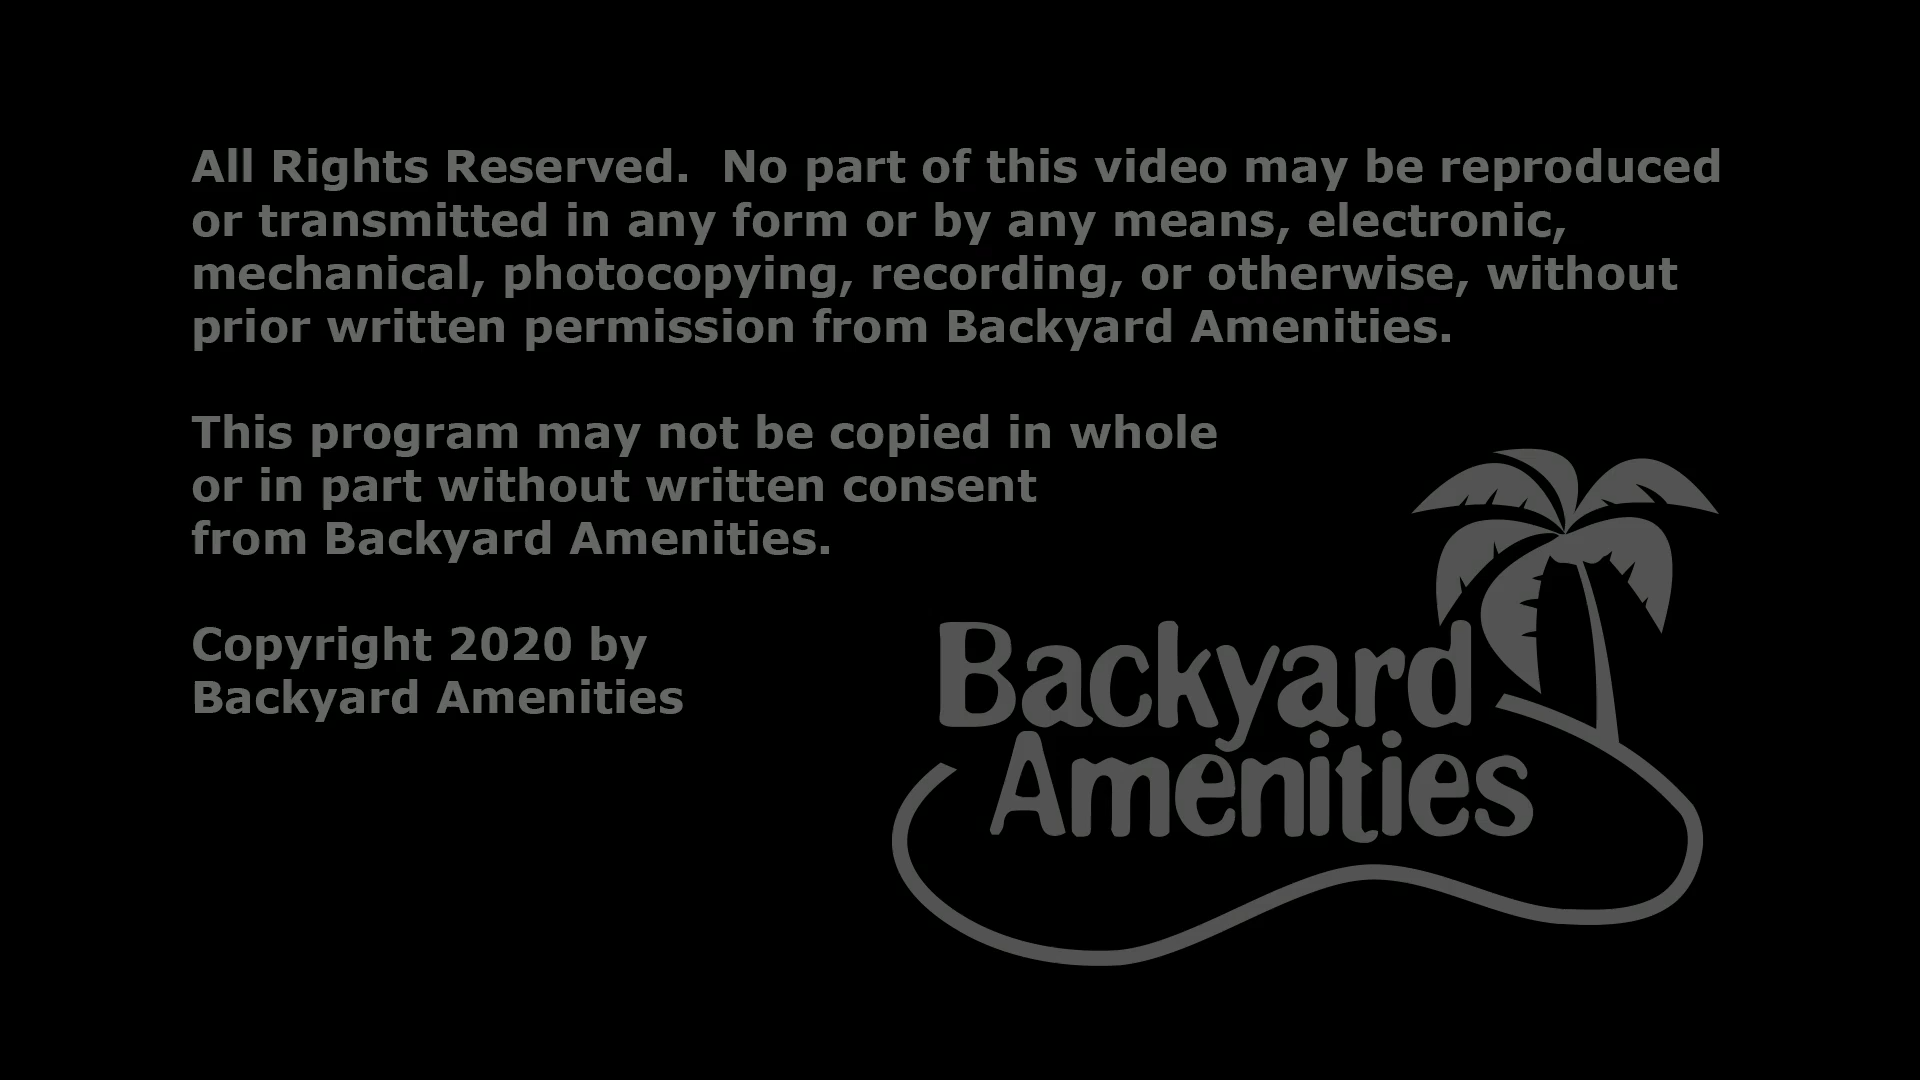 All Rights Reserved.  No part of this video may be reproduced
or transmitted in any form or by any means, electronic,
mechanical, photocopying, recording, or otherwise, without
prior written permission from Backyard Amenities.
This program may not be copied in whole
or in part without written consent
from Backyard Amenities.
Copyright 2020 by
Backyard Amenities
Backyard
Amenities